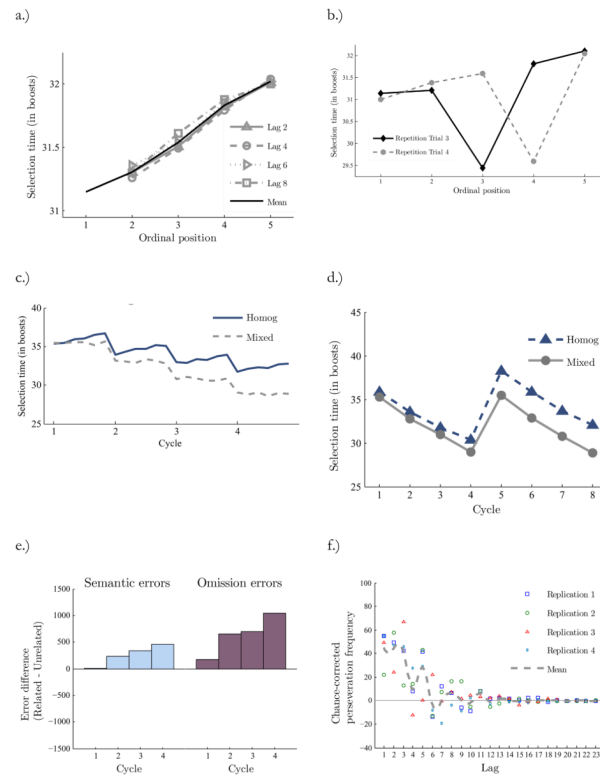 a.)
32
31.5
31
Selection time (in boosts)
Lag 2
Lag 4
Lag 6
Lag 8
Mean
1 2 3 4 5
Ordinal position
b.)
32
31.5
31
30.5
30
29.5
Selection time (in boosts)
Repetition Trial 3
Repetition Trial 4
1 2 3 4 5
Ordinal position
c.)
40
35
30
25
Selection time (in boosts)
Homog
Mixed
1 2 3 4
Cycle
d.)
45
40
35
30
25
Selection time (in boosts)
Homog
Mixed
1 2 3 4 5 6 7 8
Cycle
e.)
1500
1000
500
0
−500
−1000
−1500
Error difference
(Related - Unrelated)
Semantic errors
Omission errors
1 2 3 4 1 2 3 4
Cycle Cycle
f.)
100
80
60
40
20
0
−20
−40
Chance-corrected
perseveration frequency
Replication 1
Replication 2
Replication 3
Replication 4
Mean
1 2 3 4 5 6 7 8 9 10 11 12 13 14 15 16 17 18 19 20 21 22 23
Lag